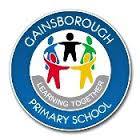 GAINSBOROUGH
LEARNING TOGETHER
PRIMARY SCHOOL